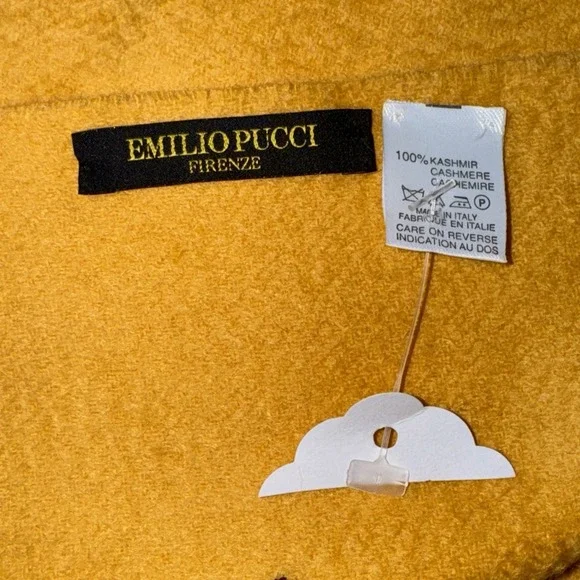 EMILIO PUCCI
FIRENZE
100% KASHMIR
CASHMERE
CACHEMIRE
P
MADE IN ITALY
FABRIQUE EN ITALIE
CARE ON REVERSE
INDICATION AU DOS